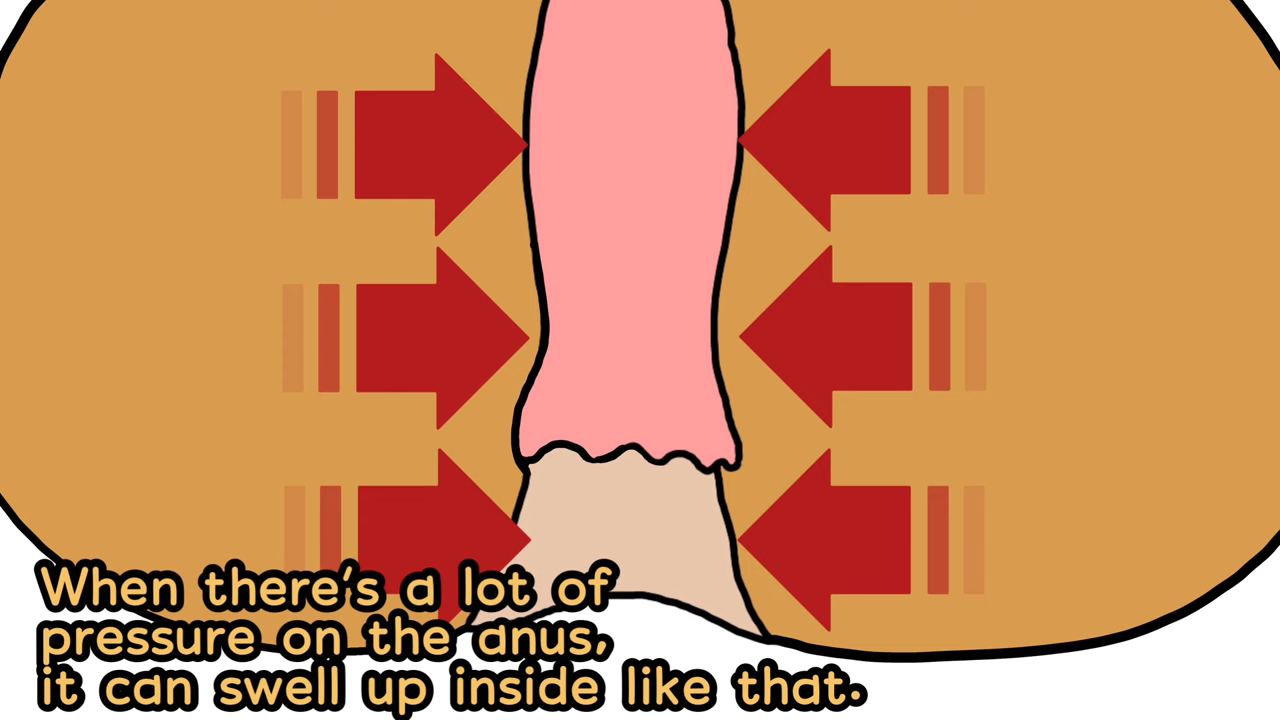 When there's a lot of
pressure on the anus,
it can swell up inside like that.